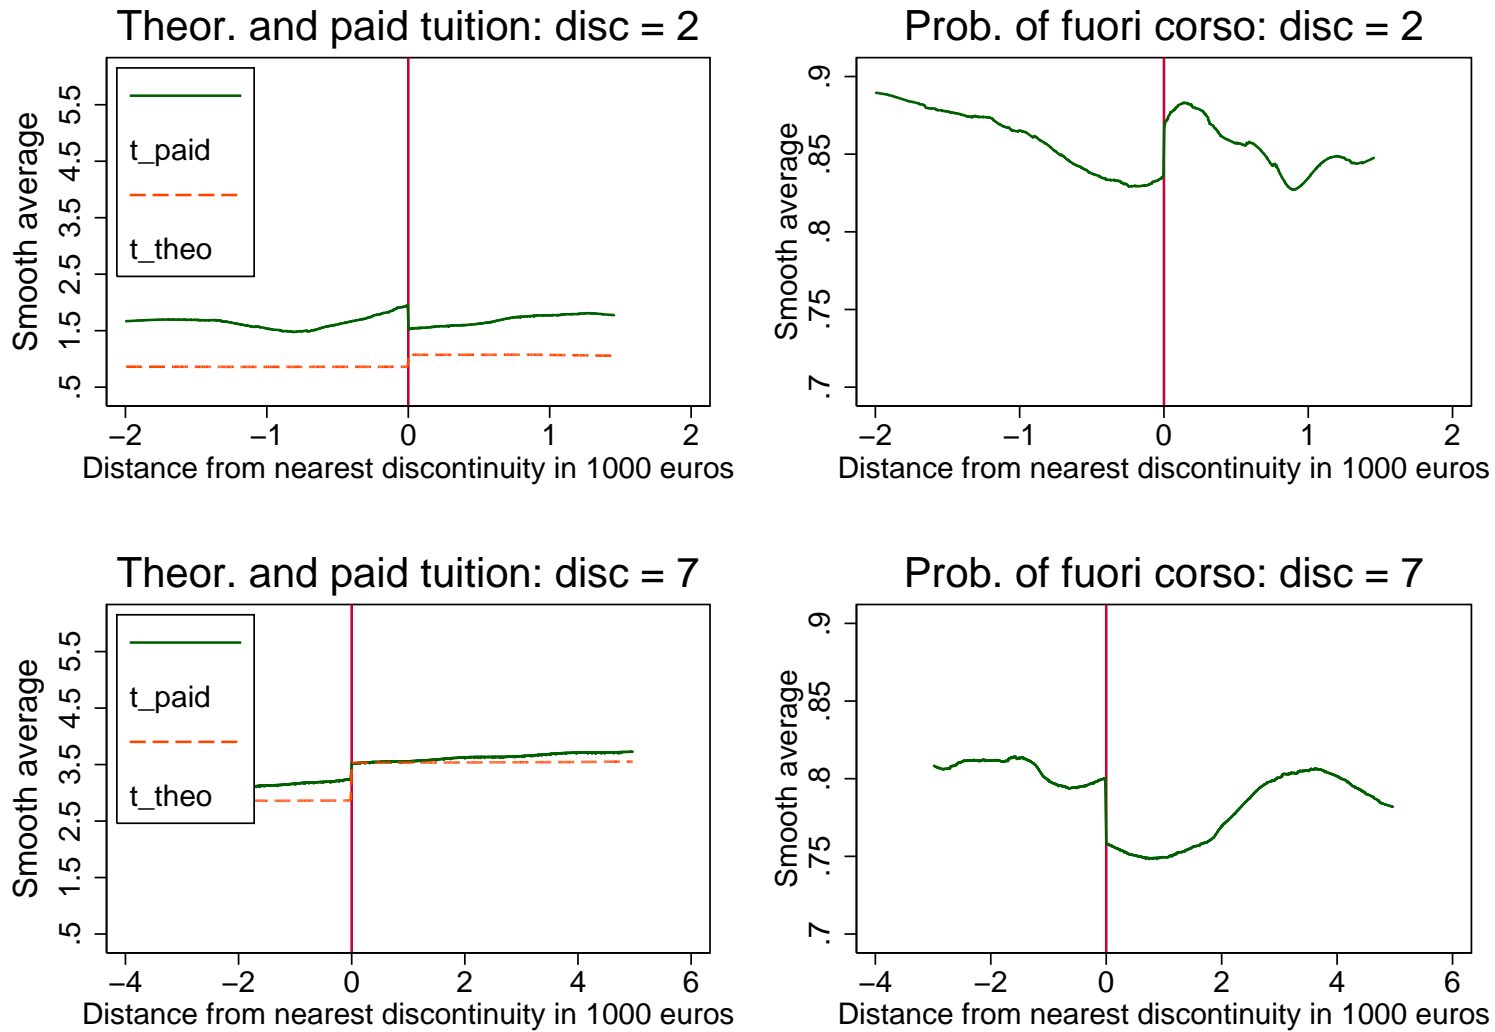 Theor. and paid tuition: disc = 2
Smooth average
.5 1.5 2.5 3.5 4.5 5.5
t_paid
t_theo
−2 −1 0 1 2
Distance from nearest discontinuity in 1000 euros
Prob. of fuori corso: disc = 2
Smooth average
.7 .75 .8 .85 .9
−2 −1 0 1 2
Distance from nearest discontinuity in 1000 euros
Theor. and paid tuition: disc = 7
Smooth average
.5 1.5 2.5 3.5 4.5 5.5
t_paid
t_theo
−4 −2 0 2 4 6
Distance from nearest discontinuity in 1000 euros
Prob. of fuori corso: disc = 7
Smooth average
.7 .75 .8 .85 .9
−4 −2 0 2 4 6
Distance from nearest discontinuity in 1000 euros